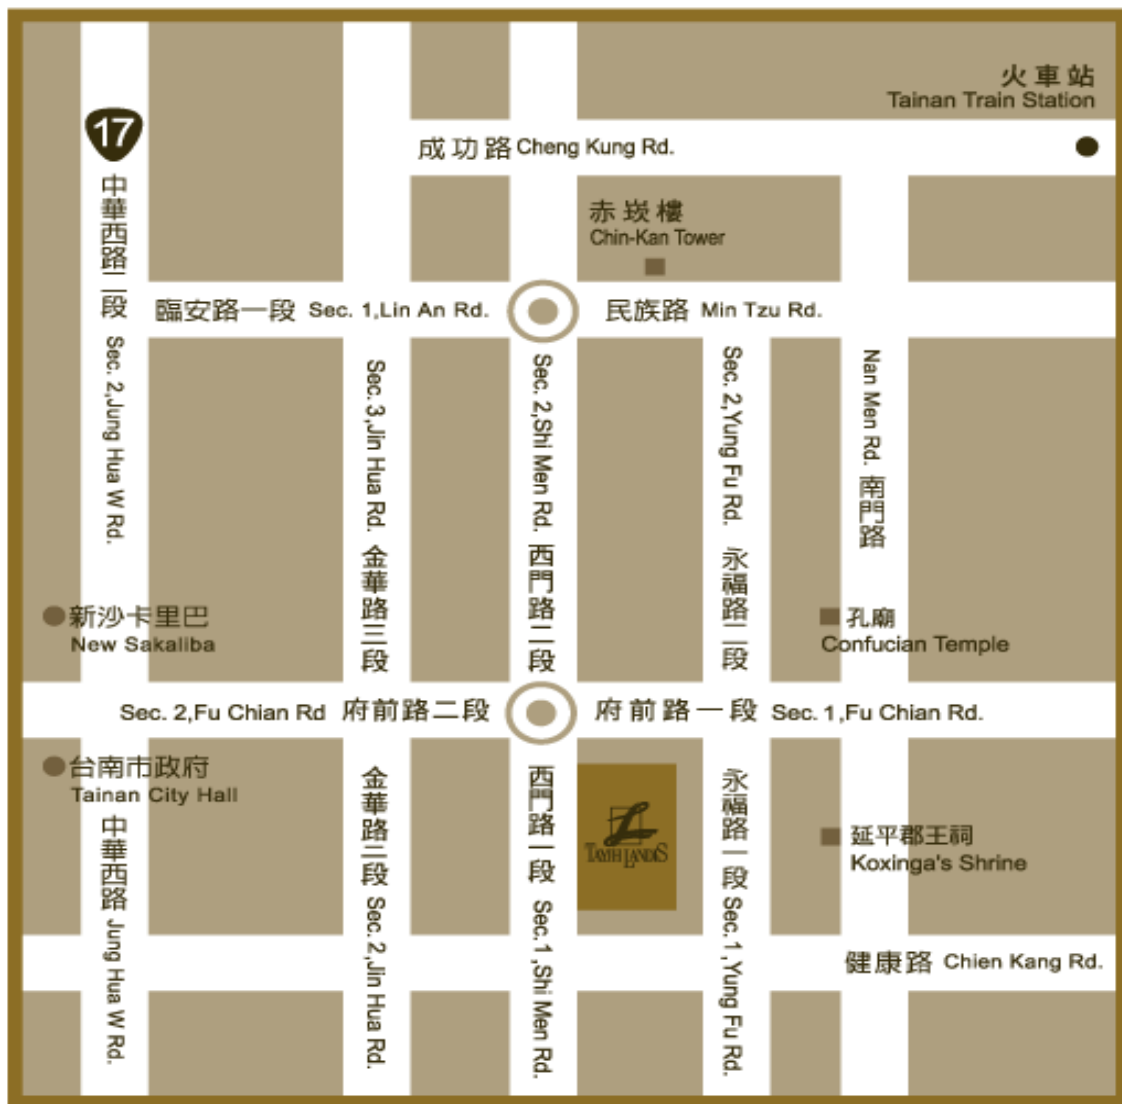 火車站
Tainan Train Station
17
成功路 Cheng Kung Rd.
赤崁樓
Chin-Kan Tower
中華西路二段 Sec. 2,Jung Hua W Rd.
臨安路一段 Sec. 1,Lin An Rd.
民族路 Min Tzu Rd.
Sec. 3,Jin Hua Rd. 金華路三段
Sec. 2,Shi Men Rd. 西門路二段
Sec. 2,Yung Fu Rd. 永福路二段
Nan Men Rd. 南門路
新沙卡里巴
New Sakaliba
孔廟
Confucian Temple
Sec. 2,Fu Chian Rd 府前路二段
府前路一段 Sec. 1,Fu Chian Rd.
台南市政府
Tainan City Hall
中華西路 Jung Hua W Rd.
金華路二段 Sec. 2,Jin Hua Rd.
西門路一段 Sec. 1,Shi Men Rd.
TAYIH LANDIS
永福路一段 Sec. 1,Yung Fu Rd.
延平郡王祠
Koxinga's Shrine
健康路 Chien Kang Rd.